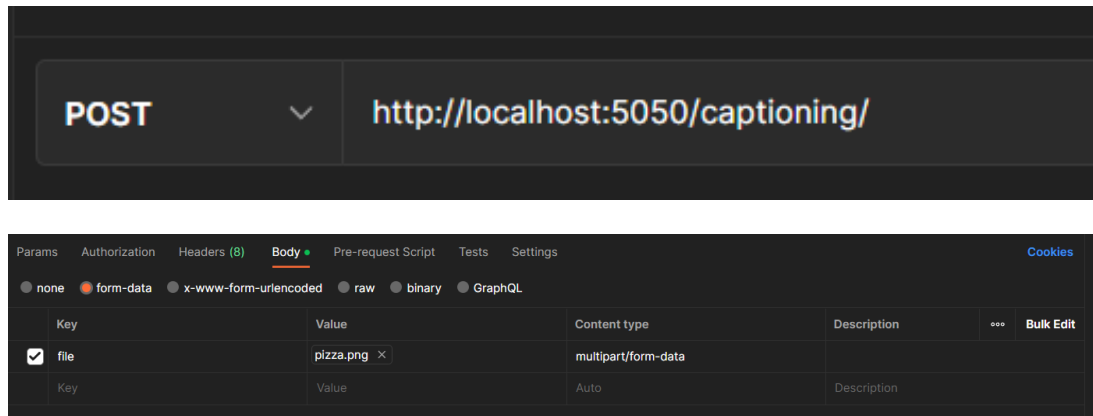 POST http://localhost:5050/captioning/
Params Authorization Headers (8) Body Pre-request Script Tests Settings Cookies
none form-data x-www-form-urlencoded raw binary GraphQL
Key Value Content type Description ooo Bulk Edit
file pizza.png × multipart/form-data
Key Value Auto Description